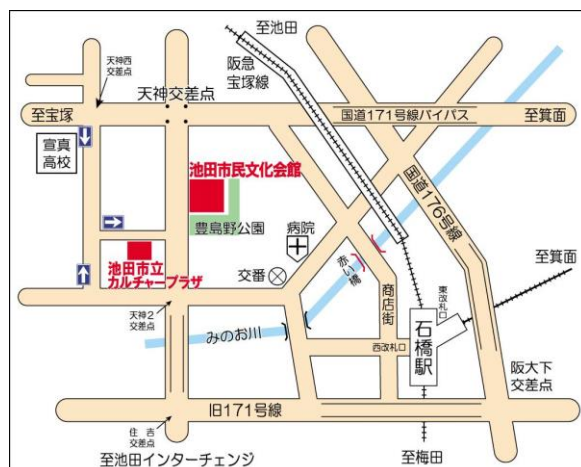 至池田
阪急
宝塚線
天神西
交差点
天神交差点
至宝塚
国道171号線バイパス
至箕面
宣真
高校
池田市民文化会館
国道176号線
豊島野公園
病院
池田市立
カルチャープラザ
交番
赤い橋
至箕面
東改札口
商店街
天神2
交差点
みのお川
石橋駅
西改札口
阪大下
交差点
旧171号線
住吉
交差点
至池田インターチェンジ
至梅田